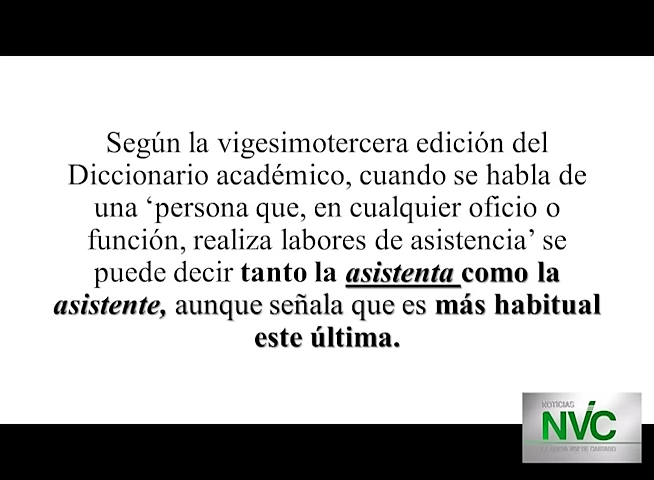 Según la vigesimotercera edición del
Diccionario académico, cuando se habla de
una ‘persona que, en cualquier oficio o
función, realiza labores de asistencia’ se
puede decir tanto la asistenta como la
asistente, aunque señala que es más habitual
este última.
NOTICIAS
NVC
DE CARTAGO